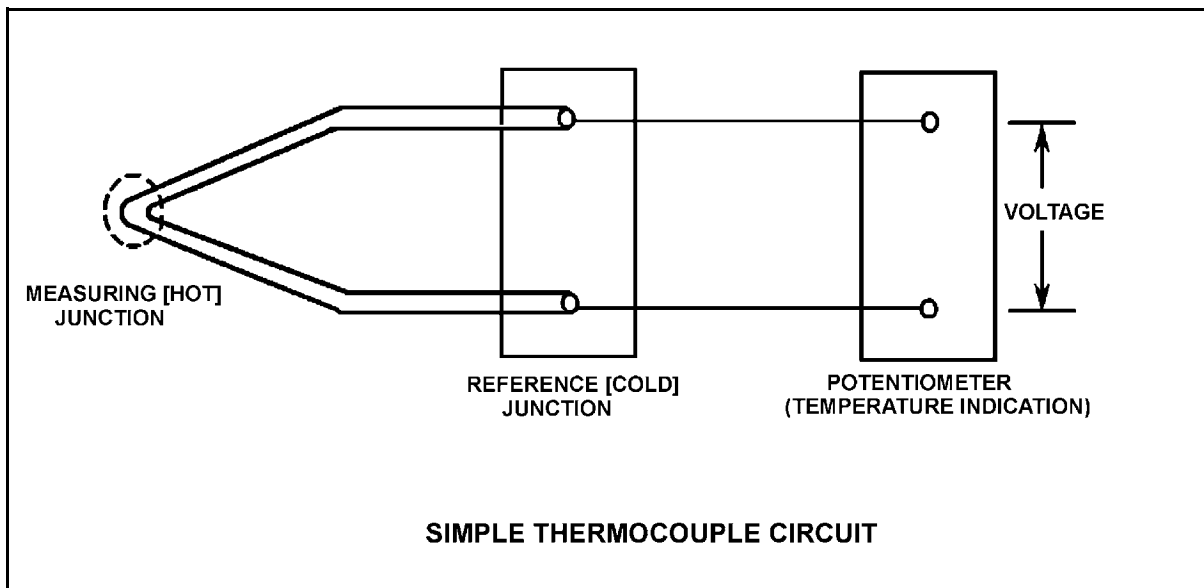 VOLTAGE
MEASURING [HOT]
JUNCTION
REFERENCE [COLD]
JUNCTION
POTENTIOMETER
(TEMPERATURE INDICATION)
SIMPLE THERMOCOUPLE CIRCUIT